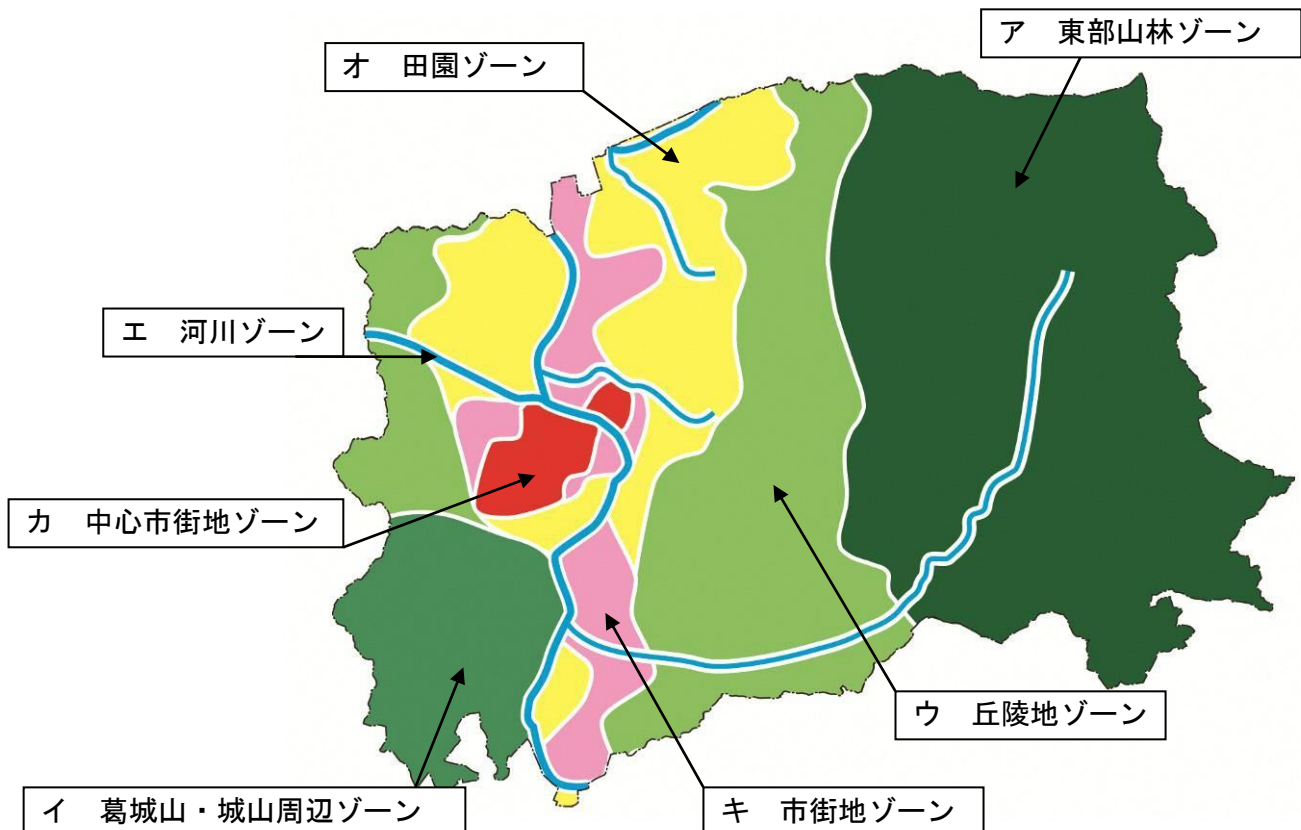 ア　東部山林ゾーン
オ　田園ゾーン
エ　河川ゾーン
カ　中心市街地ゾーン
ウ　丘陵地ゾーン
イ　葛城山・城山周辺ゾーン
キ　市街地ゾーン